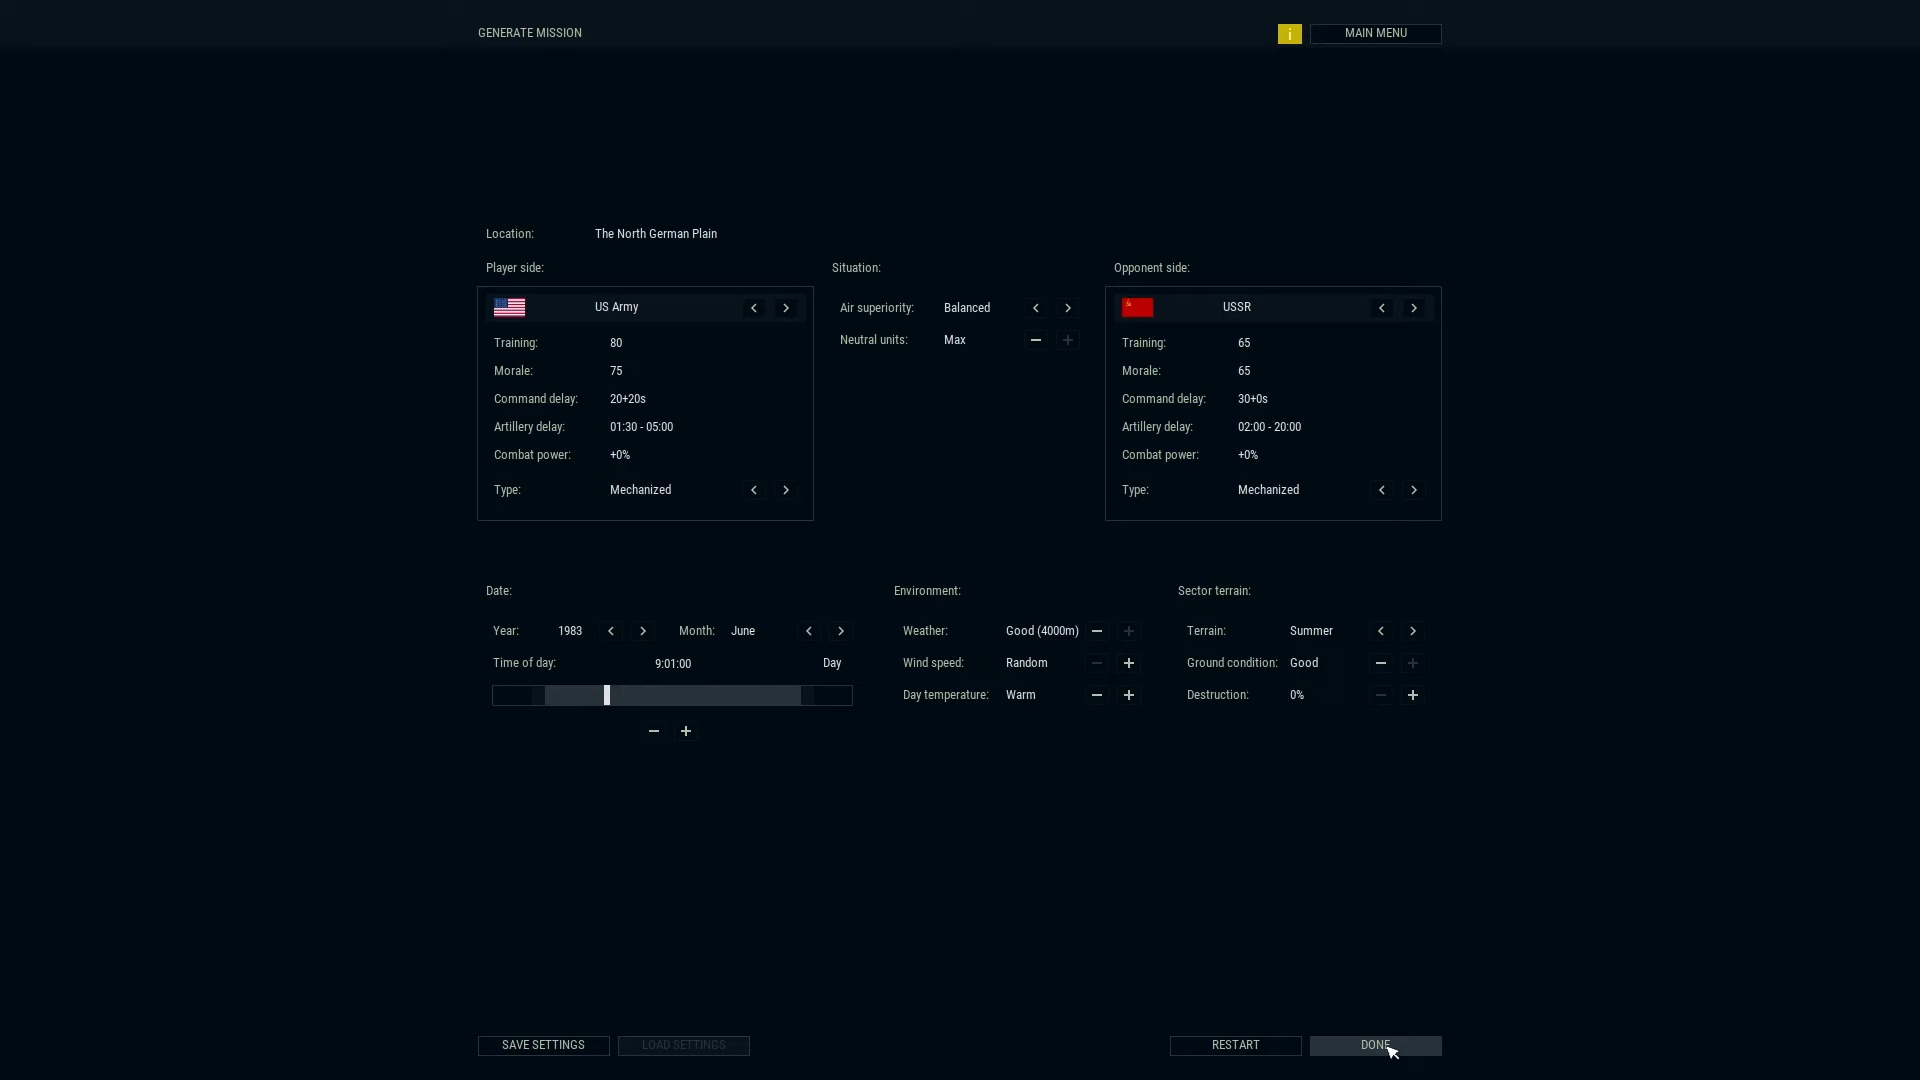 GENERATE MISSION
i
MAIN MENU
Location: The North German Plain
Player side:
Situation:
Opponent side:
US Army
Air superiority: Balanced
USSR
Training: 80
Neutral units: Max
Training: 65
Morale: 75
Morale: 65
Command delay: 20+20s
Command delay: 30+0s
Artillery delay: 01:30 - 05:00
Artillery delay: 02:00 - 20:00
Combat power: +0%
Combat power: +0%
Type: Mechanized
Type: Mechanized
Date:
Environment:
Sector terrain:
Year: 1983 Month: June
Weather: Good (4000m)
Terrain: Summer
Time of day: 9:01:00 Day
Wind speed: Random
Ground condition: Good
Day temperature: Warm
Destruction: 0%
SAVE SETTINGS
LOAD SETTINGS
RESTART
DONE